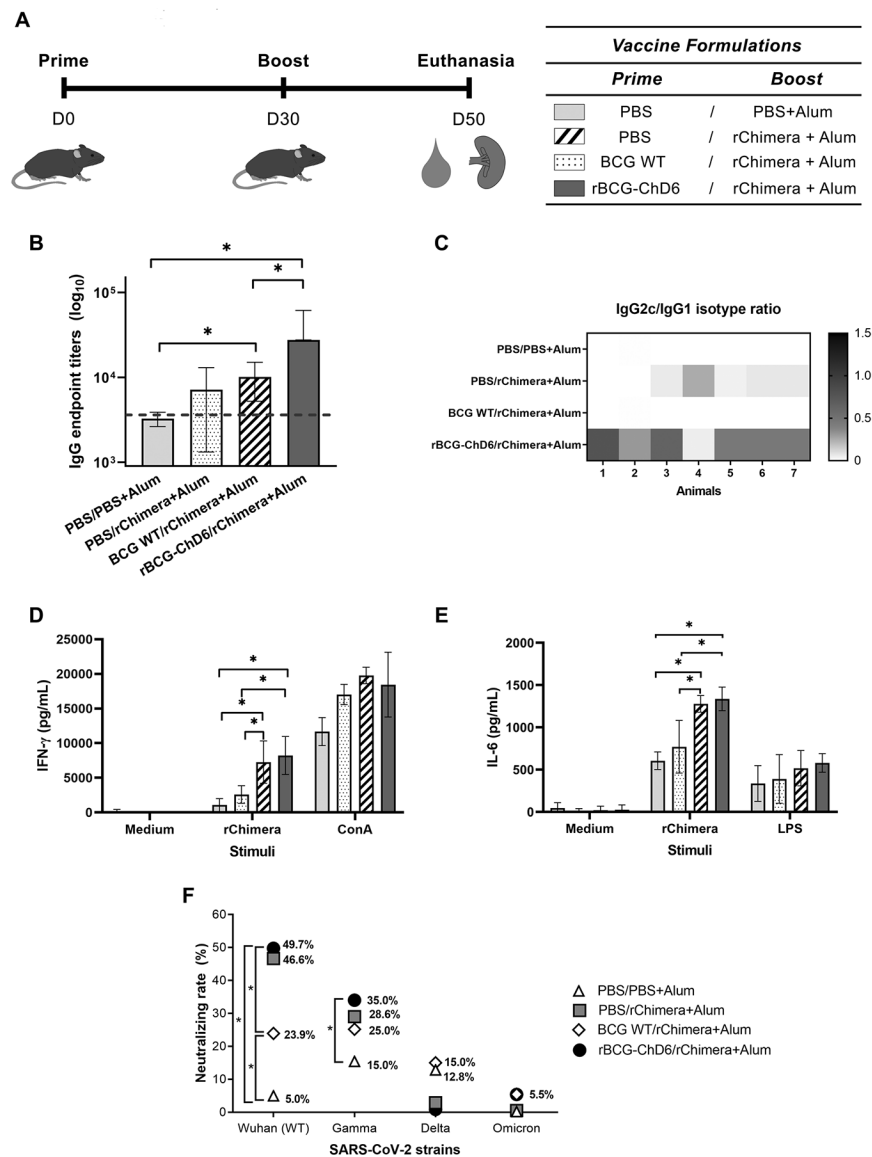 A
Prime
Boost
Euthanasia
D0
D30
D50
Vaccine Formulations
Prime
Boost
PBS / PBS+Alum
PBS / rChimera + Alum
BCG WT / rChimera + Alum
rBCG-ChD6 / rChimera + Alum
B
IgG endpoint titers (log10)
10^5
10^4
10^3
*
*
*
PBS/PBS+Alum
PBS/rChimera+Alum
BCG WT/rChimera+Alum
rBCG-ChD6/rChimera+Alum
C
IgG2c/IgG1 isotype ratio
PBS/PBS+Alum
PBS/rChimera+Alum
BCG WT/rChimera+Alum
rBCG-ChD6/rChimera+Alum
1 2 3 4 5 6 7
Animals
1.5
1.0
0.5
0
D
IFN-γ (pg/mL)
25000
20000
15000
10000
5000
0
*
*
*
*
Medium rChimera ConA
Stimuli
E
IL-6 (pg/mL)
2000
1500
1000
500
0
*
*
*
*
Medium rChimera LPS
Stimuli
F
Neutralizing rate (%)
60
50
40
30
20
10
0
*
*
*
*
49.7%
46.6%
23.9%
5.0%
35.0%
28.6%
25.0%
15.0%
15.0%
12.8%
5.5%
Wuhan (WT) Gamma Delta Omicron
SARS-CoV-2 strains
PBS/PBS+Alum
PBS/rChimera+Alum
BCG WT/rChimera+Alum
rBCG-ChD6/rChimera+Alum